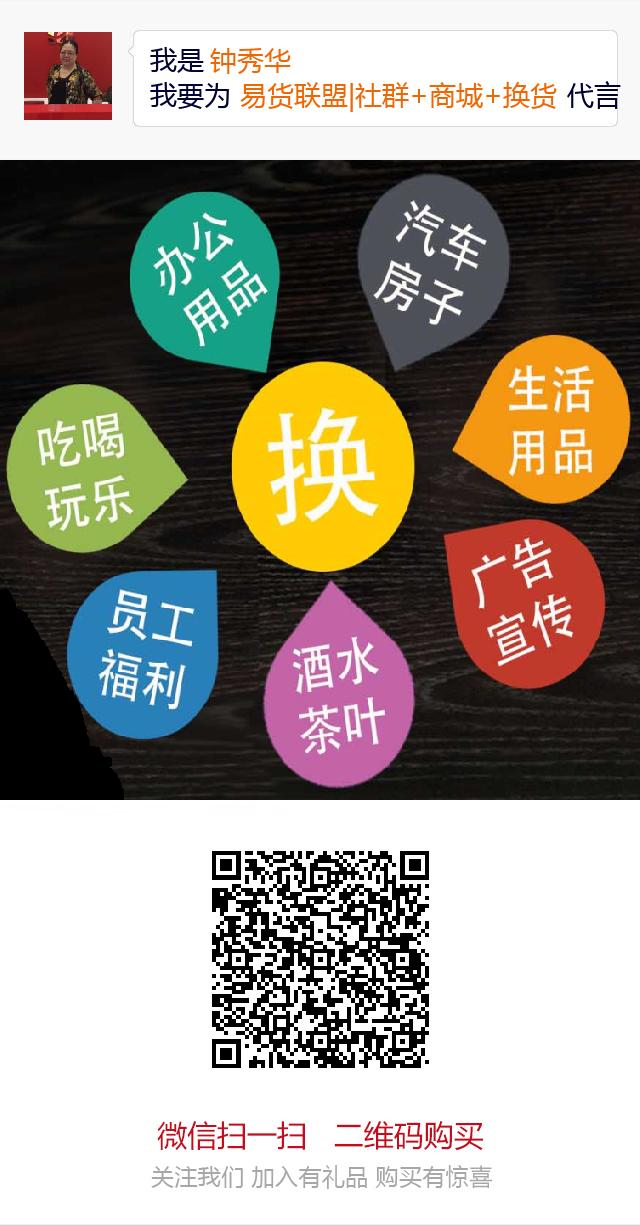 我是 钟秀华
我要为 易货联盟|社群+商城+换货 代言
办公
用品
汽车
房子
吃喝
玩乐
换
生活
用品
员工
福利
酒水
茶叶
广告
宣传
微信扫一扫 二维码购买
关注我们 加入有礼品 购买有惊喜